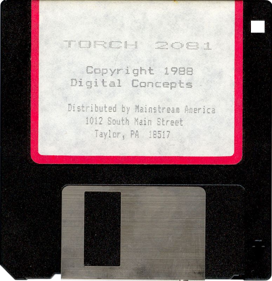 TORCH 2081
Copyright 1988
Digital Concepts
Distributed by Mainstream America
1012 South Main Street
Taylor, PA 18517